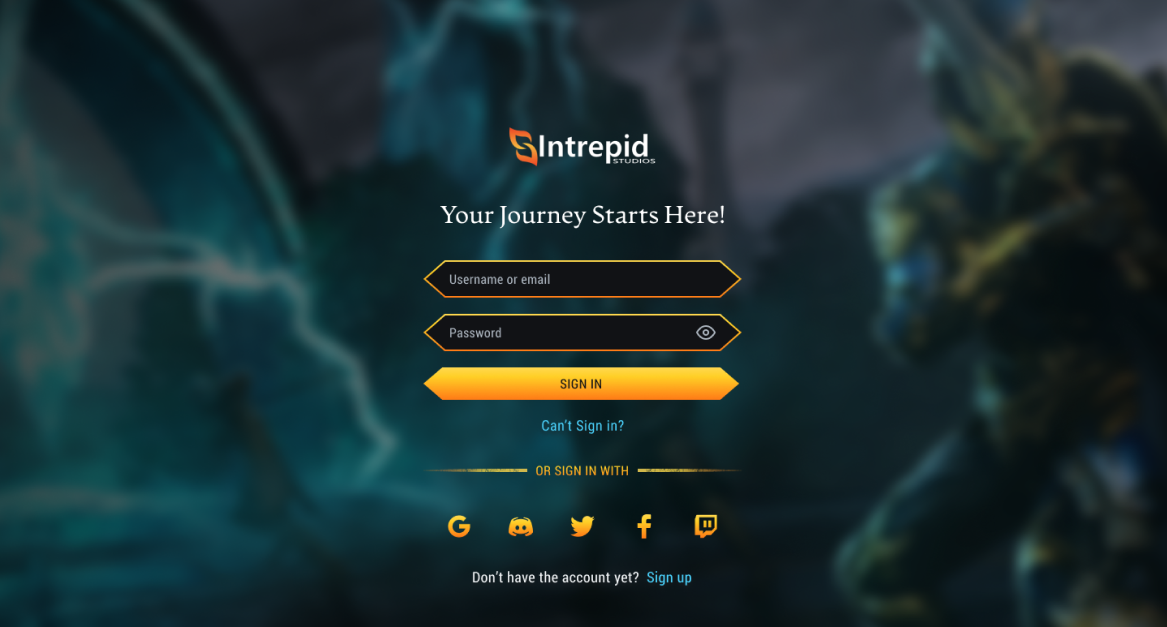 Intrepid
STUDIOS
Your Journey Starts Here!
Username or email
Password
SIGN IN
Can't Sign in?
OR SIGN IN WITH
Don't have the account yet? Sign up